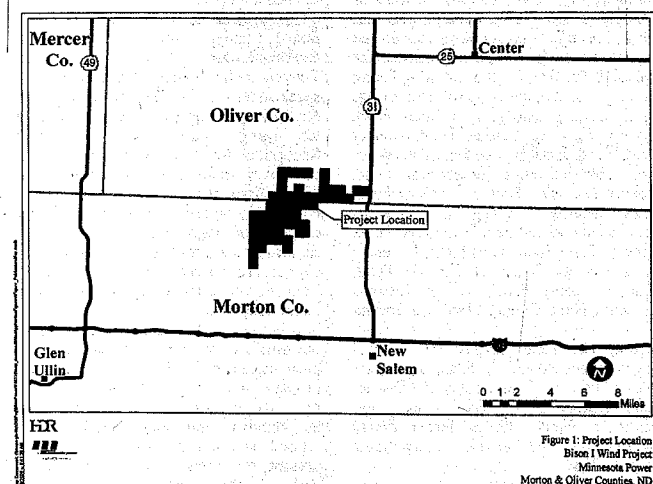 Mercer
Co.
49
25
Center
31
Oliver Co.
Project Location
Morton Co.
Glen
Ullin
New
Salem
N
0 1 2 4 6 8
Miles
HDR
Figure 1: Project Location
Bison I Wind Project
Minnesota Power
Morton & Oliver Counties, ND